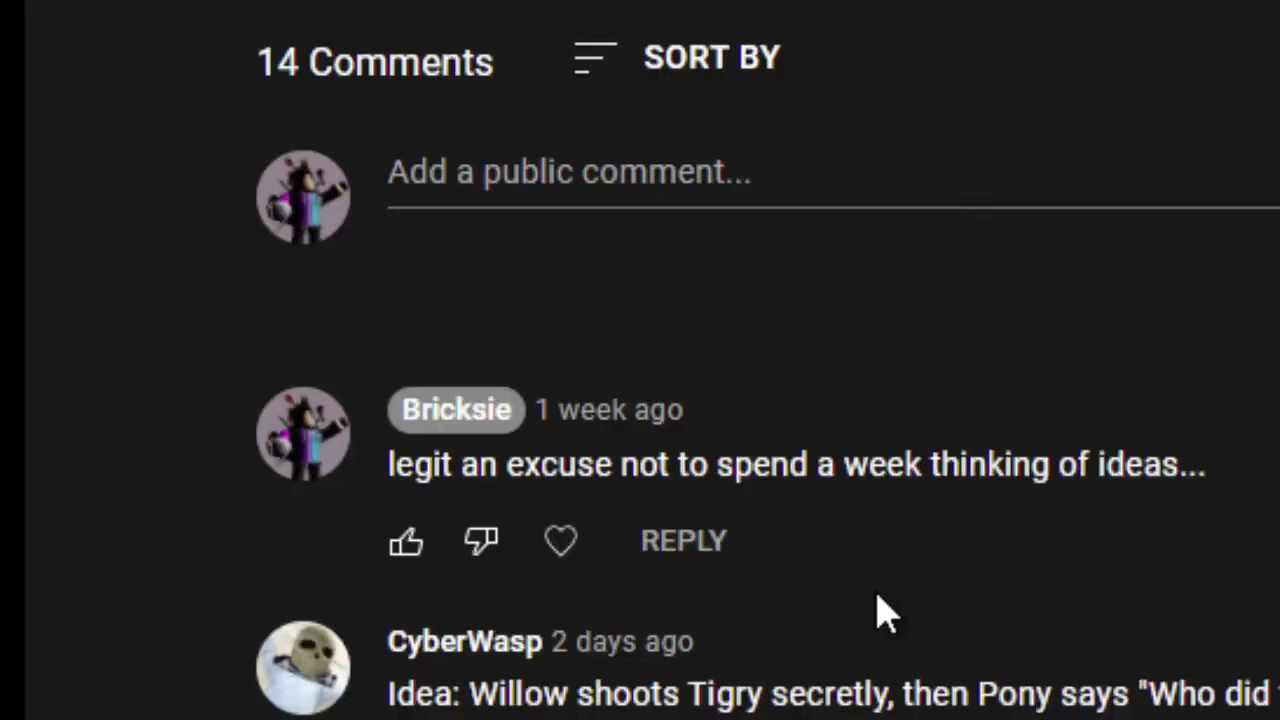 14 Comments SORT BY
Add a public comment...
Bricksie 1 week ago
legit an excuse not to spend a week thinking of ideas...
REPLY
CyberWasp 2 days ago
Idea: Willow shoots Tigry secretly, then Pony says "Who did